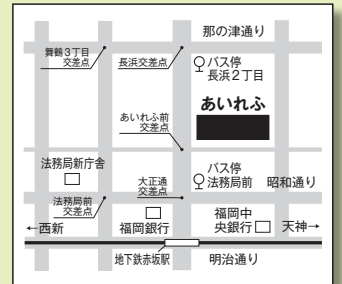 那の津通り
舞鶴3丁目
交差点
長浜交差点
バス停
長浜2丁目
あいれふ
あいれふ前
交差点
法務局新庁舎
大正通
交差点
バス停
法務局前
昭和通り
法務局前
交差点
←西新
福岡銀行
福岡中
央銀行
天神→
地下鉄赤坂駅
明治通り